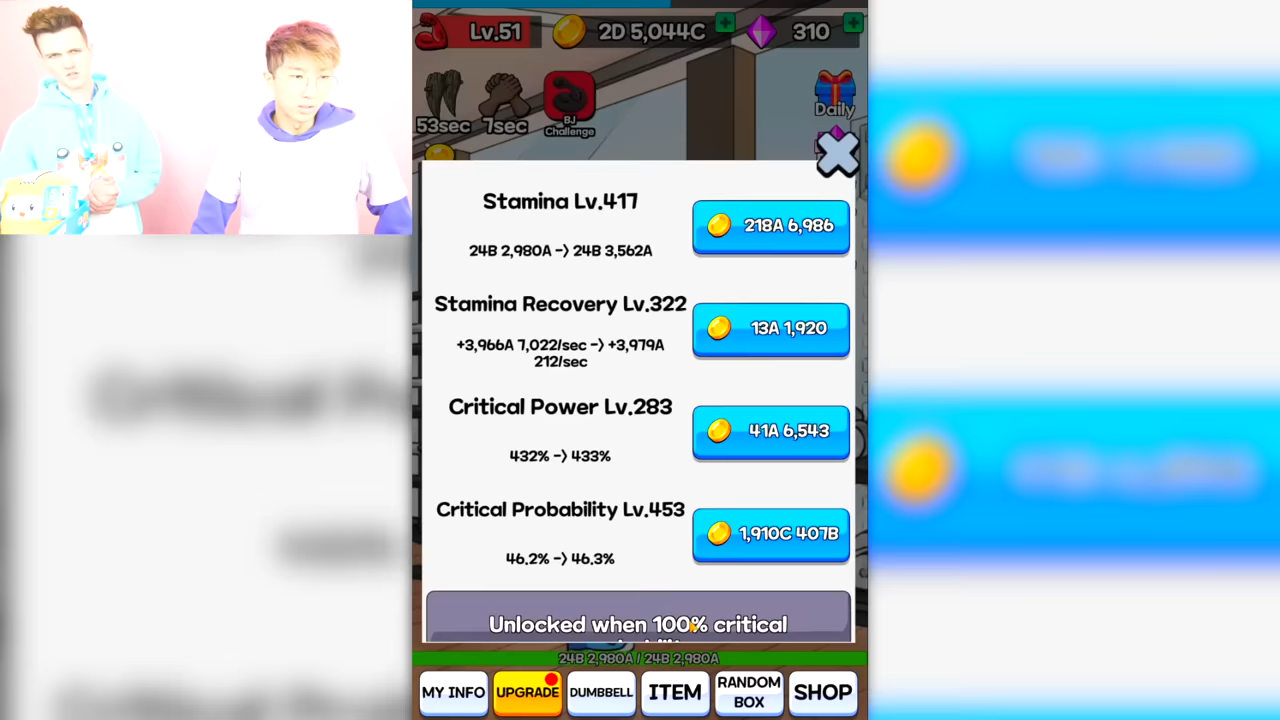 Lv.51
2D 5,044C
310
53sec
7sec
BJ
Challenge
Daily
Stamina Lv.417
218A 6,986
24B 2,980A -> 24B 3,562A
Stamina Recovery Lv.322
13A 1,920
+3,966A 7,022/sec -> +3,979A
212/sec
Critical Power Lv.283
41A 6,543
432% -> 433%
Critical Probability Lv.453
1,910C 407B
46.2% -> 46.3%
Unlocked when 100% critical
24B 2,980A / 24B 2,980A
MY INFO
UPGRADE
DUMBBELL
ITEM
RANDOM
BOX
SHOP